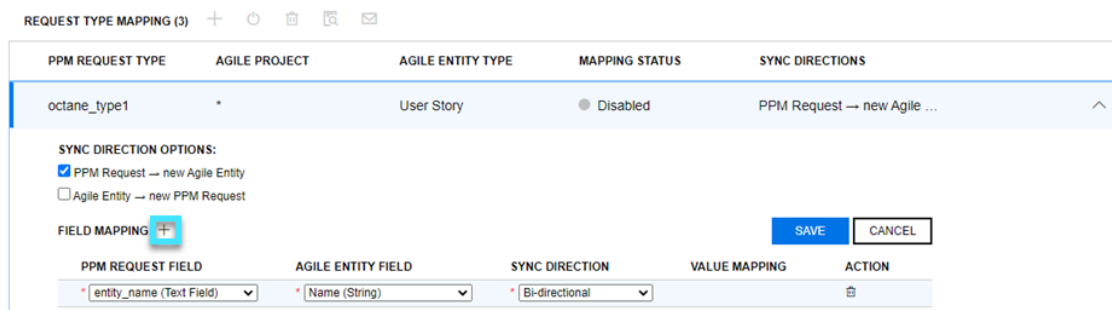 REQUEST TYPE MAPPING (3)
PPM REQUEST TYPE AGILE PROJECT AGILE ENTITY TYPE MAPPING STATUS SYNC DIRECTIONS
octane_type1 * User Story Disabled PPM Request → new Agile ...
SYNC DIRECTION OPTIONS:
PPM Request → new Agile Entity
Agile Entity → new PPM Request
FIELD MAPPING + SAVE CANCEL
PPM REQUEST FIELD AGILE ENTITY FIELD SYNC DIRECTION VALUE MAPPING ACTION
* entity_name (Text Field) * Name (String) * Bi-directional